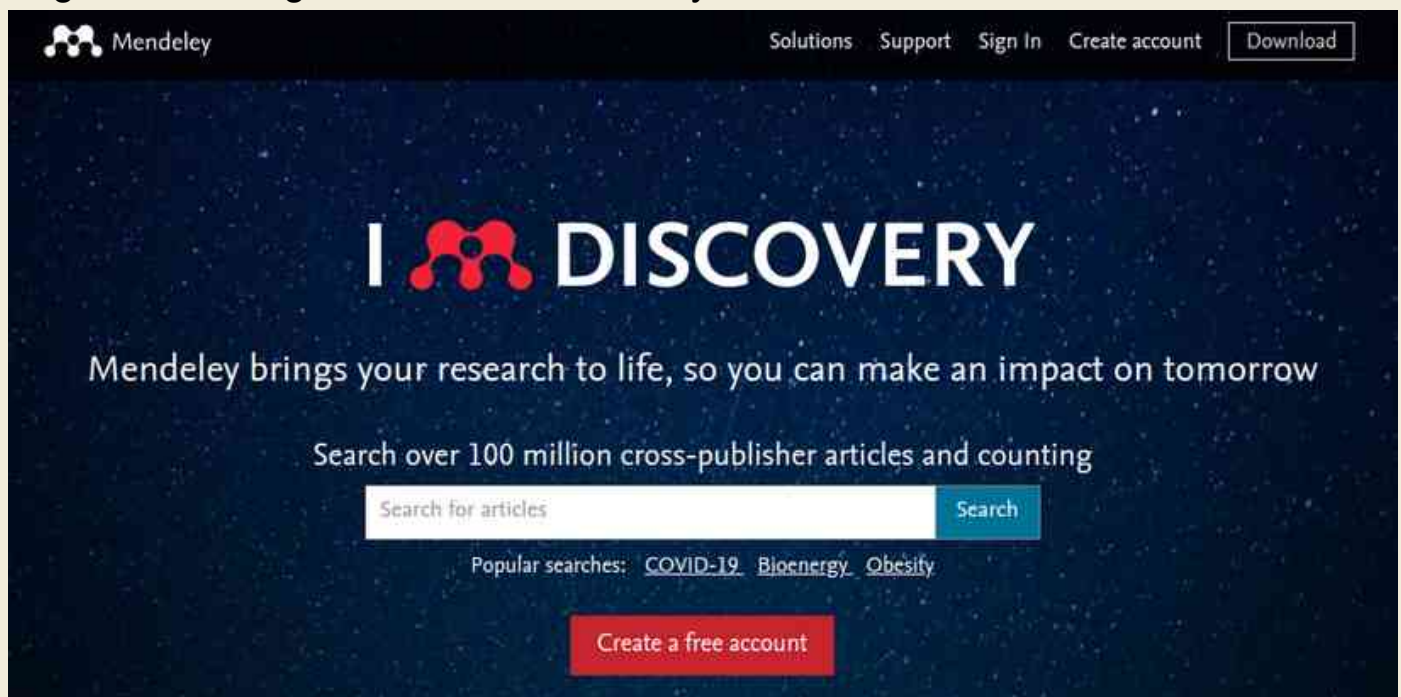 Mendeley
Solutions Support Sign In Create account Download
I DISCOVERY
Mendeley brings your research to life, so you can make an impact on tomorrow
Search over 100 million cross-publisher articles and counting
Search for articles Search
Popular searches: COVID-19 Bioenergy Obesity
Create a free account